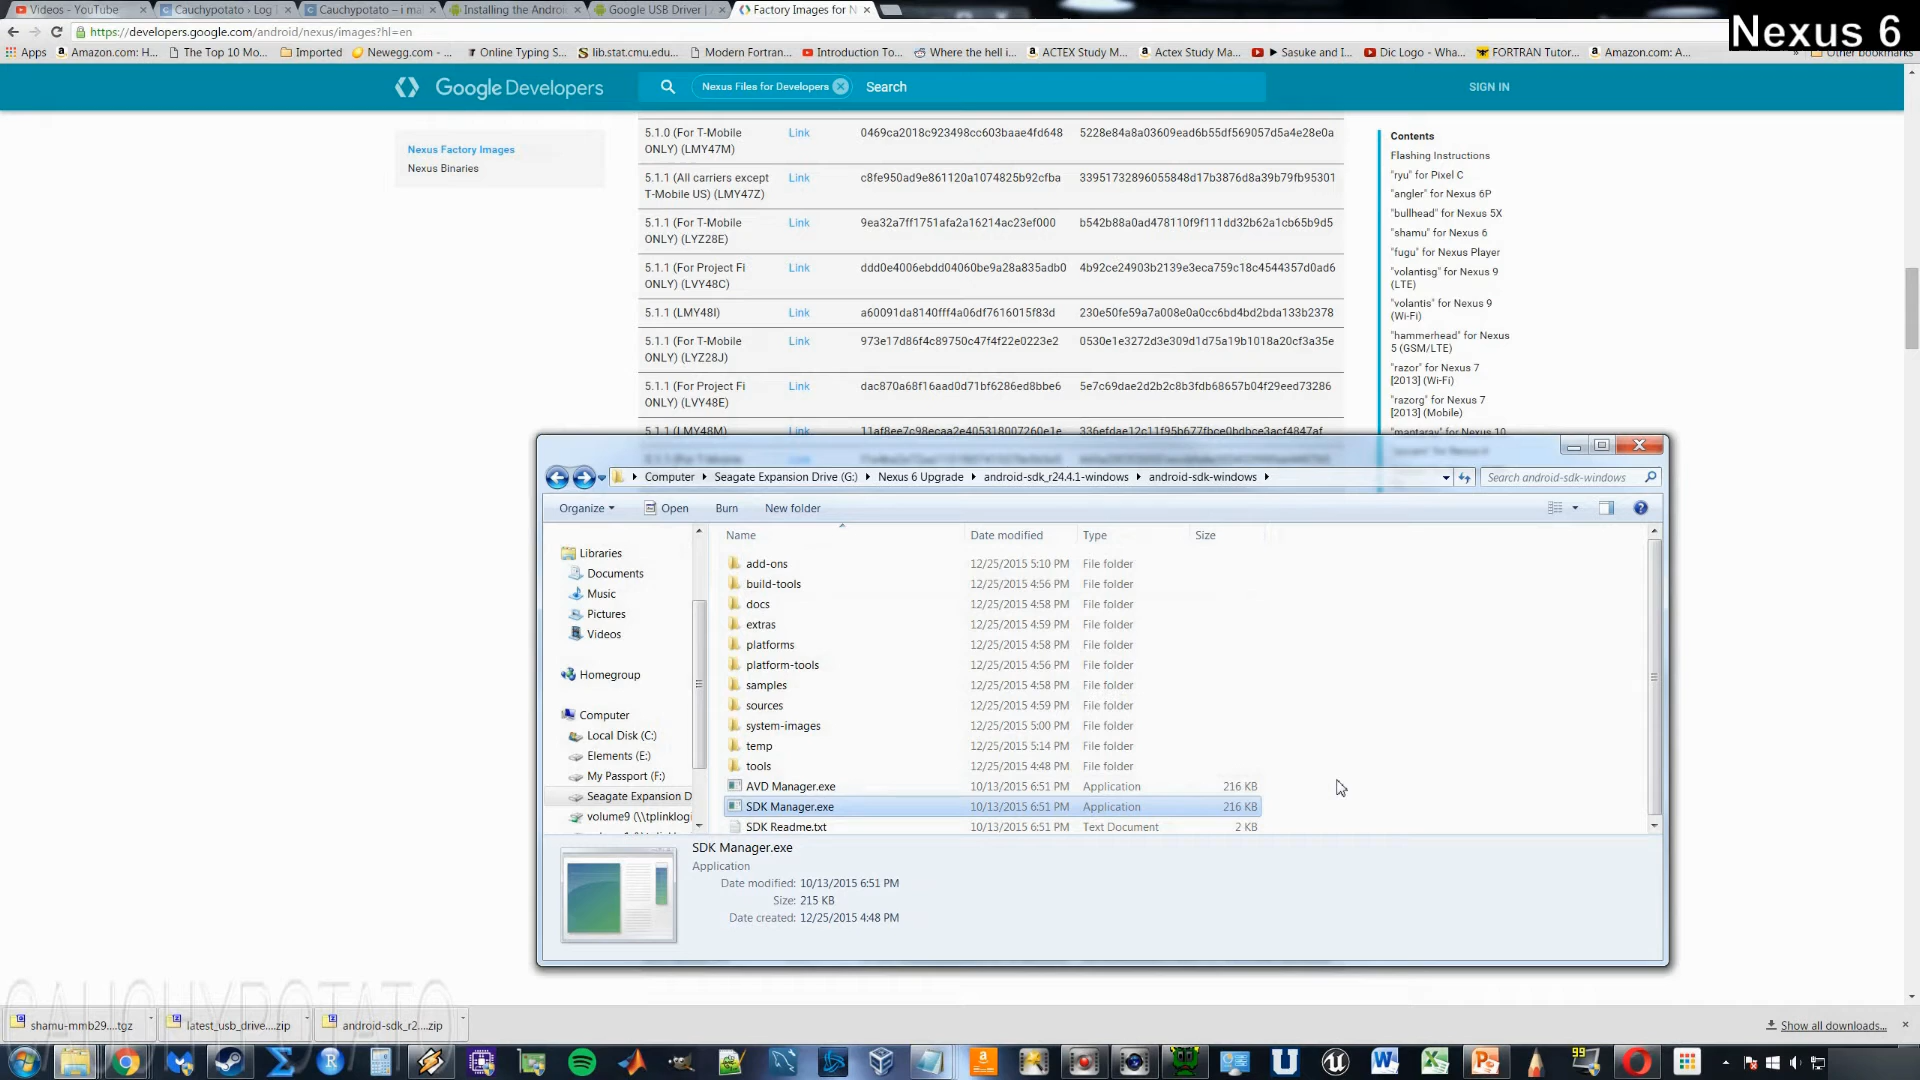 Videos - YouTube
Cauchypotato › Log I
Cauchypotato – i mal
Installing the Androi
Google USB Driver
Factory Images for N
Nexus 6
https://developers.google.com/android/nexus/images?hl=en
Apps
Amazon.com: H...
The Top 10 Mo...
Imported
Newegg.com -
Online Typing S...
lib.stat.cmu.edu...
Modern Fortran...
Introduction To...
Where the hell i...
ACTEX Study M...
Actex Study Ma...
► Sasuke and I...
Dic Logo - Wha...
FORTRAN Tutor...
Amazon.com: A...
Other bookmarks
Google Developers
Nexus Files for Developers
Search
SIGN IN
Nexus Factory Images
Nexus Binaries
5.1.0 (For T-Mobile
ONLY) (LMY47M)
Link
0469ca2018c923498cc603baae4fd648
5228e84a8a03609ead6b55df569057d5a4e28e0a
5.1.1 (All carriers except
T-Mobile US) (LMY47Z)
Link
c8fe950ad9e861120a1074825b92cfba
33951732896055848d17b3876d8a39b79fb95301
5.1.1 (For T-Mobile
ONLY) (LYZ28E)
Link
9ea32a7ff1751afa2a16214ac23ef000
b542b88a0ad478110f9f111dd32b62a1cb65b9d5
5.1.1 (For Project Fi
ONLY) (LVY48C)
Link
ddd0e4006ebdd04060be9a28a835adb0
4b92ce24903b2139e3eca759c18c4544357d0ad6
5.1.1 (LMY48I)
Link
a60091da8140fff4a06df7616015f83d
230e50fe59a7a008e0a0cc6bd4bd2bda133b2378
5.1.1 (For T-Mobile
ONLY) (LYZ28J)
Link
973e17d86f4c89750c47f4f22e0223e2
0530e1e3272d3e309d1d75a19b1018a20cf3a35e
5.1.1 (For Project Fi
ONLY) (LVY48E)
Link
dac870a68f16aad0d71bf6286ed8bbe6
5e7c69dae2d2b2c8b3fdb68657b04f29eed73286
5.1.1 (LMY48M)
Link
11af8ee7c98ecaa2e405318007260e1e
336efdae12c11f95b677fbce0bdbce3acf4847af
Contents
Flashing Instructions
"ryu" for Pixel C
"angler" for Nexus 6P
"bullhead" for Nexus 5X
"shamu" for Nexus 6
"fugu" for Nexus Player
"volantisg" for Nexus 9
(LTE)
"volantis" for Nexus 9
(Wi-Fi)
"hammerhead" for Nexus
5 (GSM/LTE)
"razor" for Nexus 7
[2013] (Wi-Fi)
"razorg" for Nexus 7
[2013] (Mobile)
"mantaray" for Nexus 10
Computer
Seagate Expansion Drive (G:)
Nexus 6 Upgrade
android-sdk_r24.4.1-windows
android-sdk-windows
Search android-sdk-windows
Organize
Open
Burn
New folder
Libraries
Documents
Music
Pictures
Videos
Homegroup
Computer
Local Disk (C:)
Elements (E:)
My Passport (F:)
Seagate Expansion D
volume9 (\\tplinklogi
Name
Date modified
Type
Size
add-ons 12/25/2015 5:10 PM File folder
build-tools 12/25/2015 4:56 PM File folder
docs 12/25/2015 4:58 PM File folder
extras 12/25/2015 4:59 PM File folder
platforms 12/25/2015 4:58 PM File folder
platform-tools 12/25/2015 4:56 PM File folder
samples 12/25/2015 4:58 PM File folder
sources 12/25/2015 4:59 PM File folder
system-images 12/25/2015 5:00 PM File folder
temp 12/25/2015 5:14 PM File folder
tools 12/25/2015 4:48 PM File folder
AVD Manager.exe 10/13/2015 6:51 PM Application 216 KB
SDK Manager.exe 10/13/2015 6:51 PM Application 216 KB
SDK Readme.txt 10/13/2015 6:51 PM Text Document 2 KB
SDK Manager.exe
Application
Date modified: 10/13/2015 6:51 PM
Size: 215 KB
Date created: 12/25/2015 4:48 PM
CAUCHYPOTATO
shamu-mmb29....tgz
latest_usb_drive....zip
android-sdk_r2....zip
Show all downloads...
99